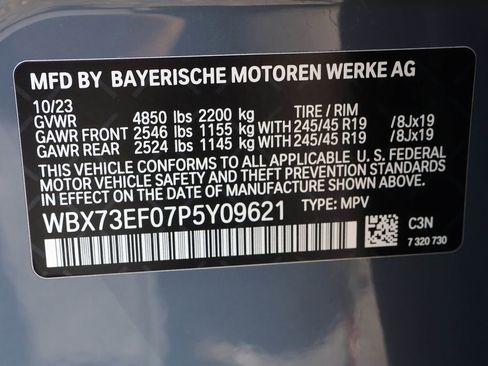 MFD BY BAYERISCHE MOTOREN WERKE AG
10/23
GVWR 4850 lbs 2200 kg TIRE / RIM
GAWR FRONT 2546 lbs 1155 kg WITH 245/45 R19 /8Jx19
GAWR REAR 2524 lbs 1145 kg WITH 245/45 R19 /8Jx19
THIS VEHICLE CONFORMS TO ALL APPLICABLE U. S. FEDERAL
MOTOR VEHICLE SAFETY AND THEFT PREVENTION STANDARDS
IN EFFECT ON THE DATE OF MANUFACTURE SHOWN ABOVE.
WBX73EF07P5Y09621 TYPE: MPV
C3N
7 320 730